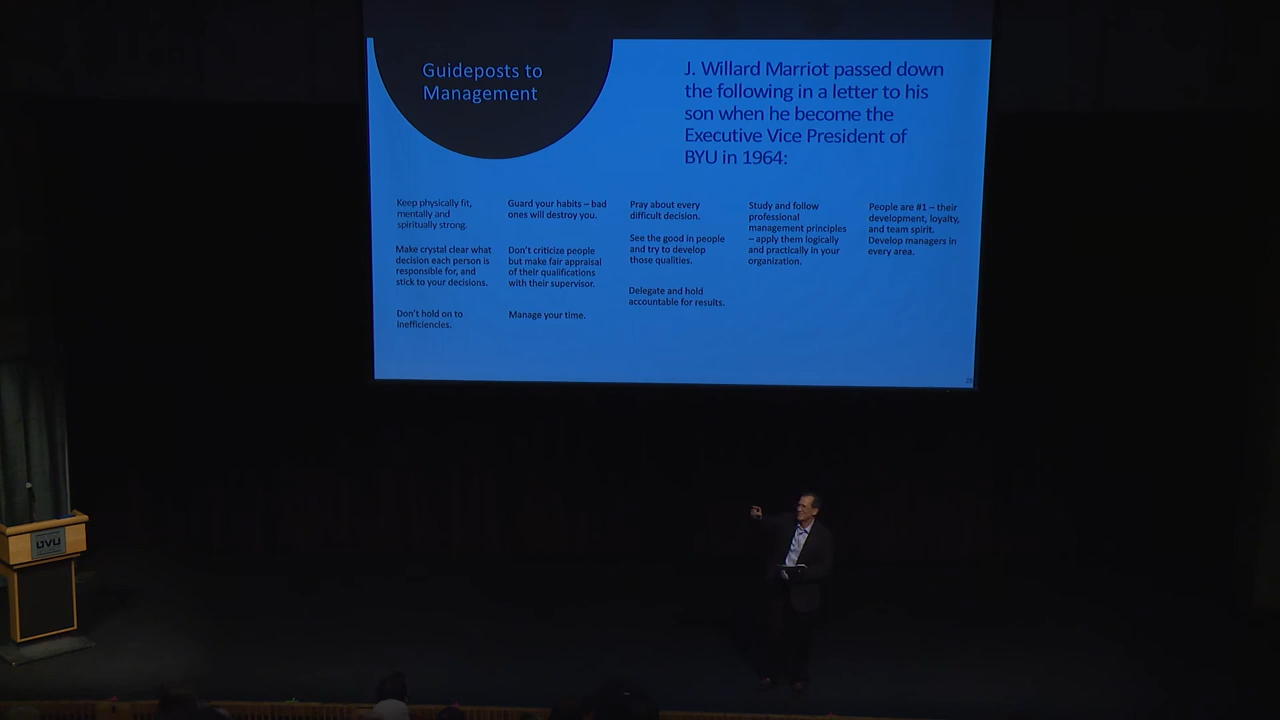 Guideposts to
Management
J. Willard Marriot passed down
the following in a letter to his
son when he become the
Executive Vice President of
BYU in 1964:
Keep physically fit,
mentally and
spiritually strong.
Make crystal clear what
decision each person is
responsible for, and
stick to your decisions.
Don't hold on to
inefficiencies.
Guard your habits – bad
ones will destroy you.
Don't criticize people
but make fair appraisal
of their qualifications
with their supervisor.
Manage your time.
Pray about every
difficult decision.
See the good in people
and try to develop
those qualities.
Delegate and hold
accountable for results.
Study and follow
professional
management principles
– apply them logically
and practically in your
organization.
People are #1 – their
development, loyalty,
and team spirit.
Develop managers in
every area.
UVU